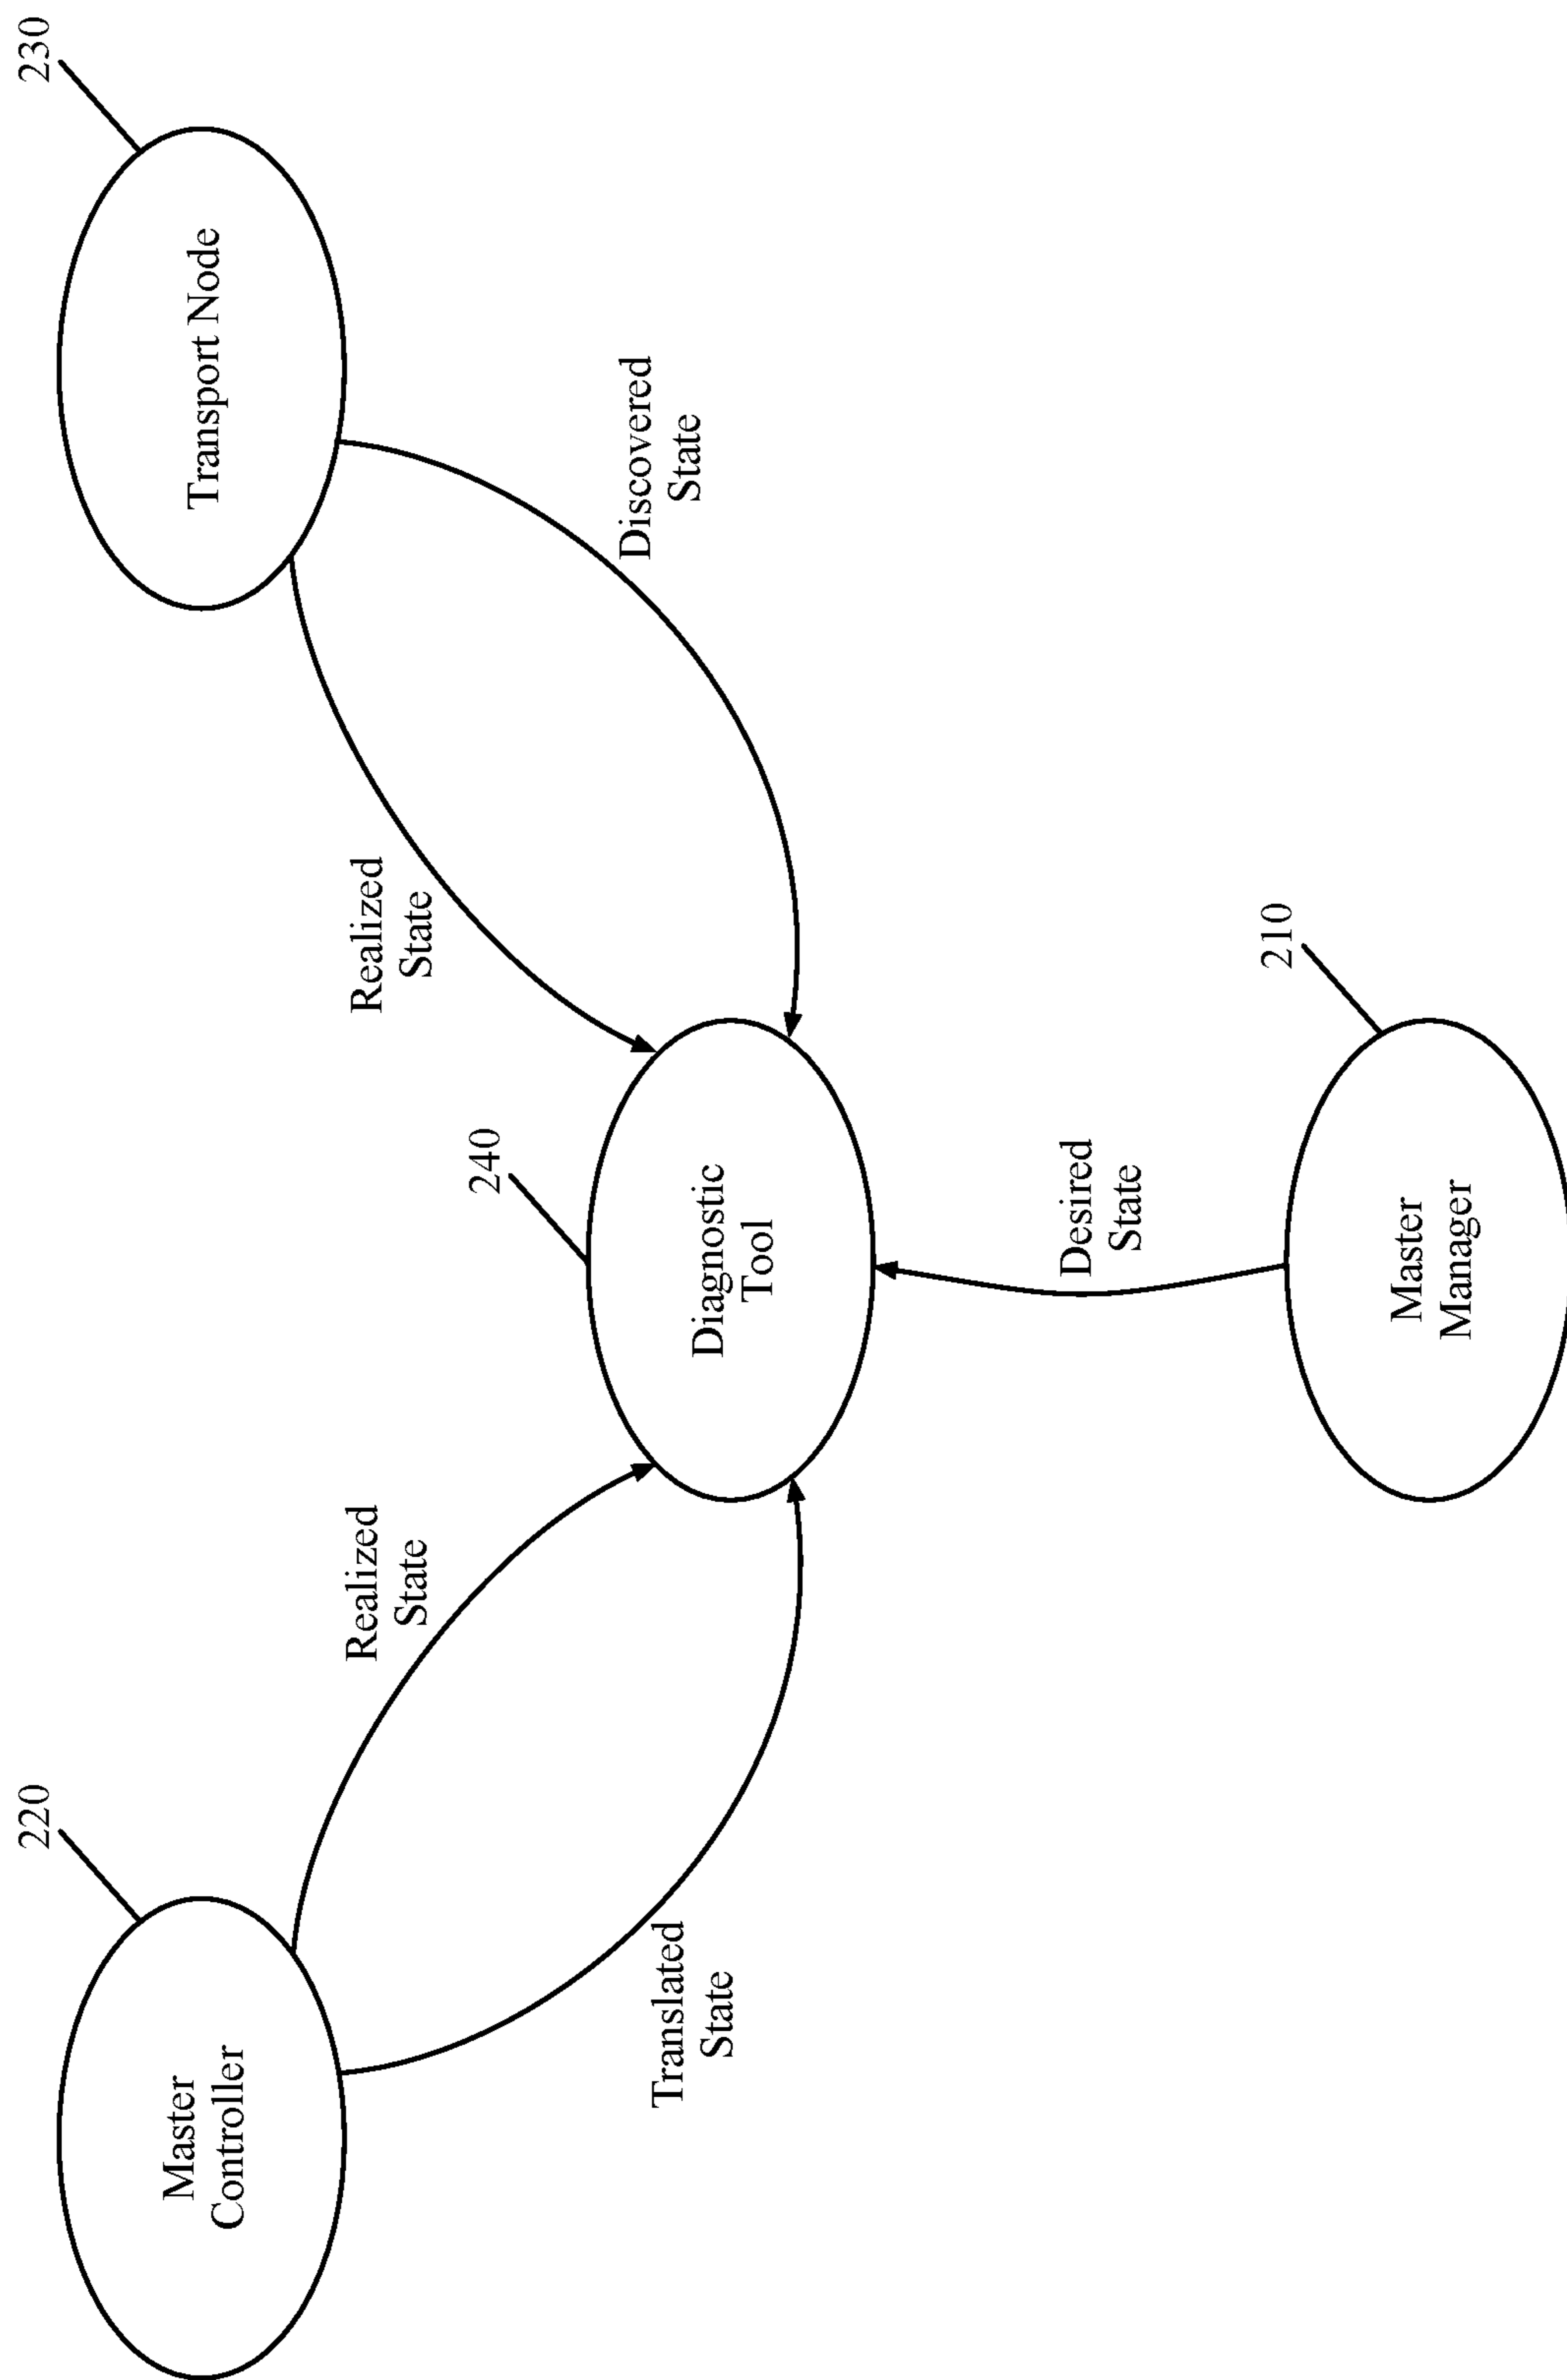 220
230
Master
Controller
Transport Node
Realized
State
Realized
State
240
Translated
State
Discovered
State
Diagnostic
Tool
Desired
State
210
Master
Manager